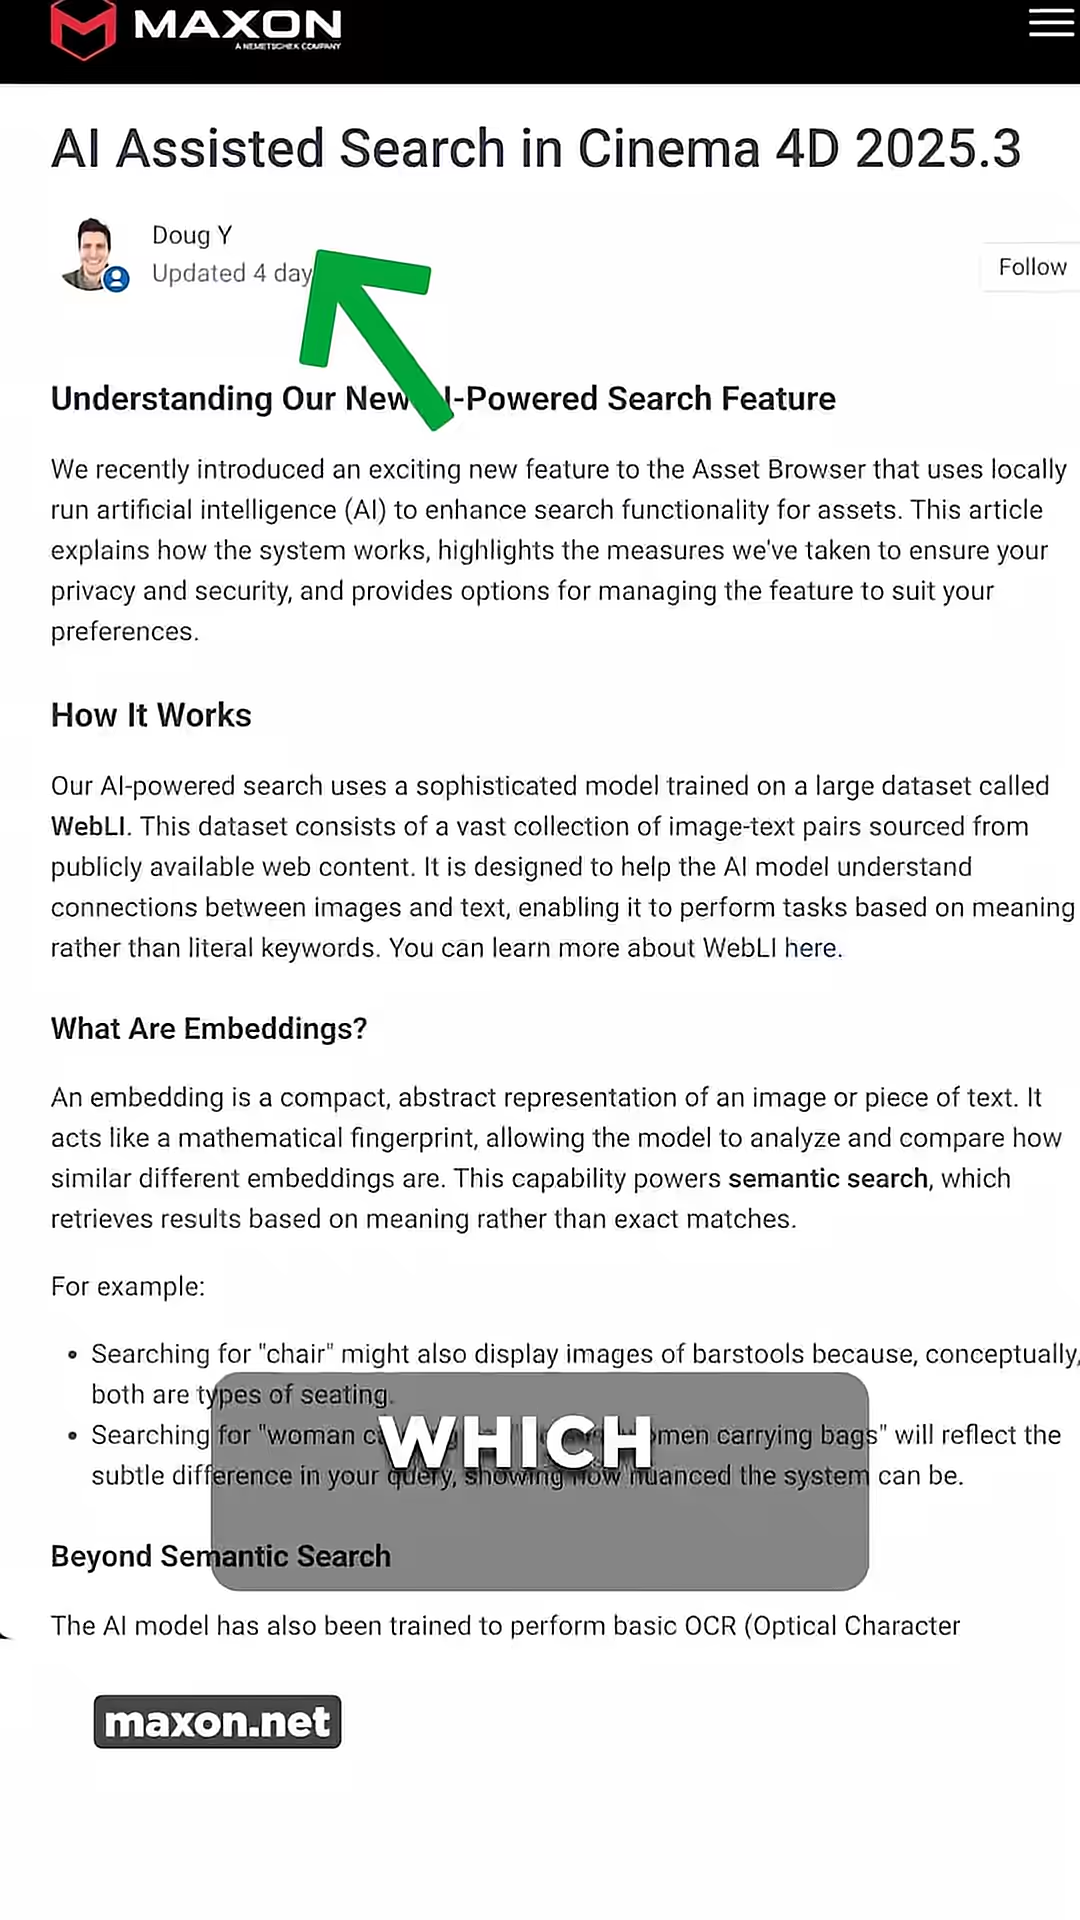 MAXON
A NEMETSCHEK COMPANY
AI Assisted Search in Cinema 4D 2025.3
Doug Y
Updated 4 day
Follow
Understanding Our New I-Powered Search Feature
We recently introduced an exciting new feature to the Asset Browser that uses locally
run artificial intelligence (AI) to enhance search functionality for assets. This article
explains how the system works, highlights the measures we've taken to ensure your
privacy and security, and provides options for managing the feature to suit your
preferences.
How It Works
Our AI-powered search uses a sophisticated model trained on a large dataset called
WebLI. This dataset consists of a vast collection of image-text pairs sourced from
publicly available web content. It is designed to help the AI model understand
connections between images and text, enabling it to perform tasks based on meaning
rather than literal keywords. You can learn more about WebLI here.
What Are Embeddings?
An embedding is a compact, abstract representation of an image or piece of text. It
acts like a mathematical fingerprint, allowing the model to analyze and compare how
similar different embeddings are. This capability powers semantic search, which
retrieves results based on meaning rather than exact matches.
For example:
• Searching for "chair" might also display images of barstools because, conceptually,
both are types of seating.
• Searching for "woman carrying bags" will reflect the
WHICH
subtle difference in your query, showing how nuanced the system can be.
Beyond Semantic Search
The AI model has also been trained to perform basic OCR (Optical Character
maxon.net